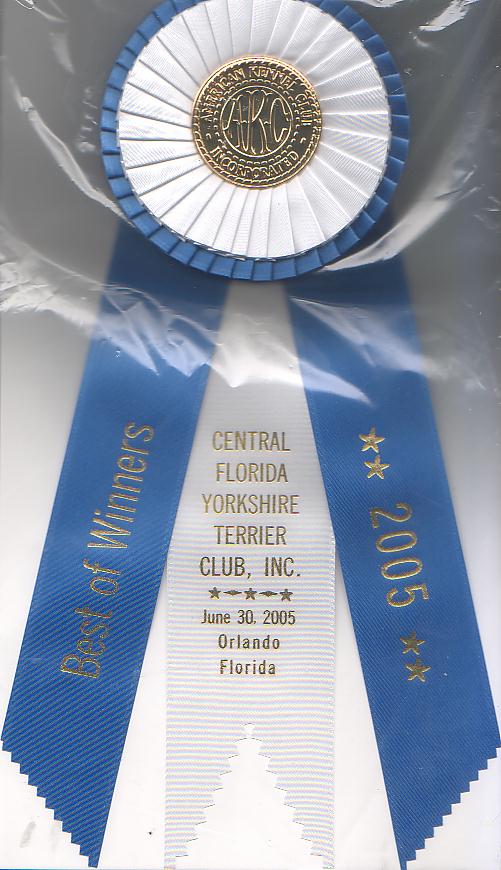 AMERICAN KENNEL CLUB
AKC
INCORPORATED
Best of Winners
CENTRAL
FLORIDA
YORKSHIRE
TERRIER
CLUB, INC.
June 30, 2005
Orlando
Florida
2005